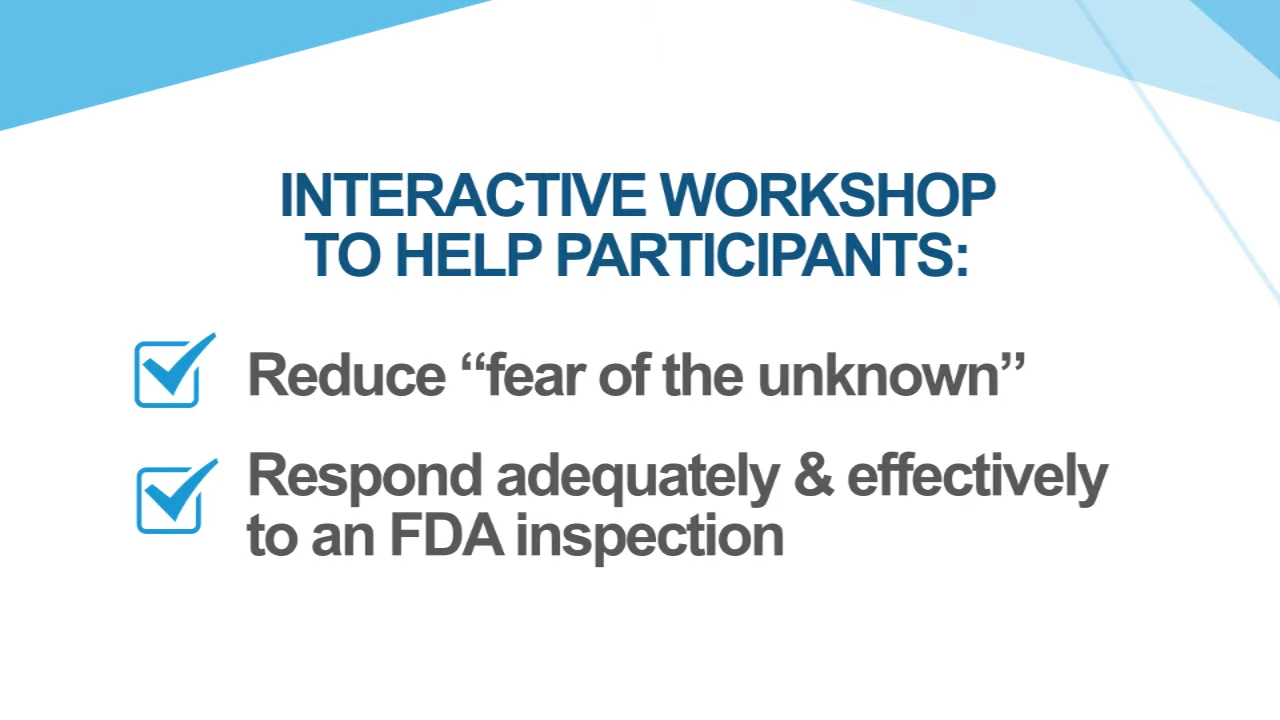 INTERACTIVE WORKSHOP
TO HELP PARTICIPANTS:
Reduce “fear of the unknown”
Respond adequately & effectively
to an FDA inspection